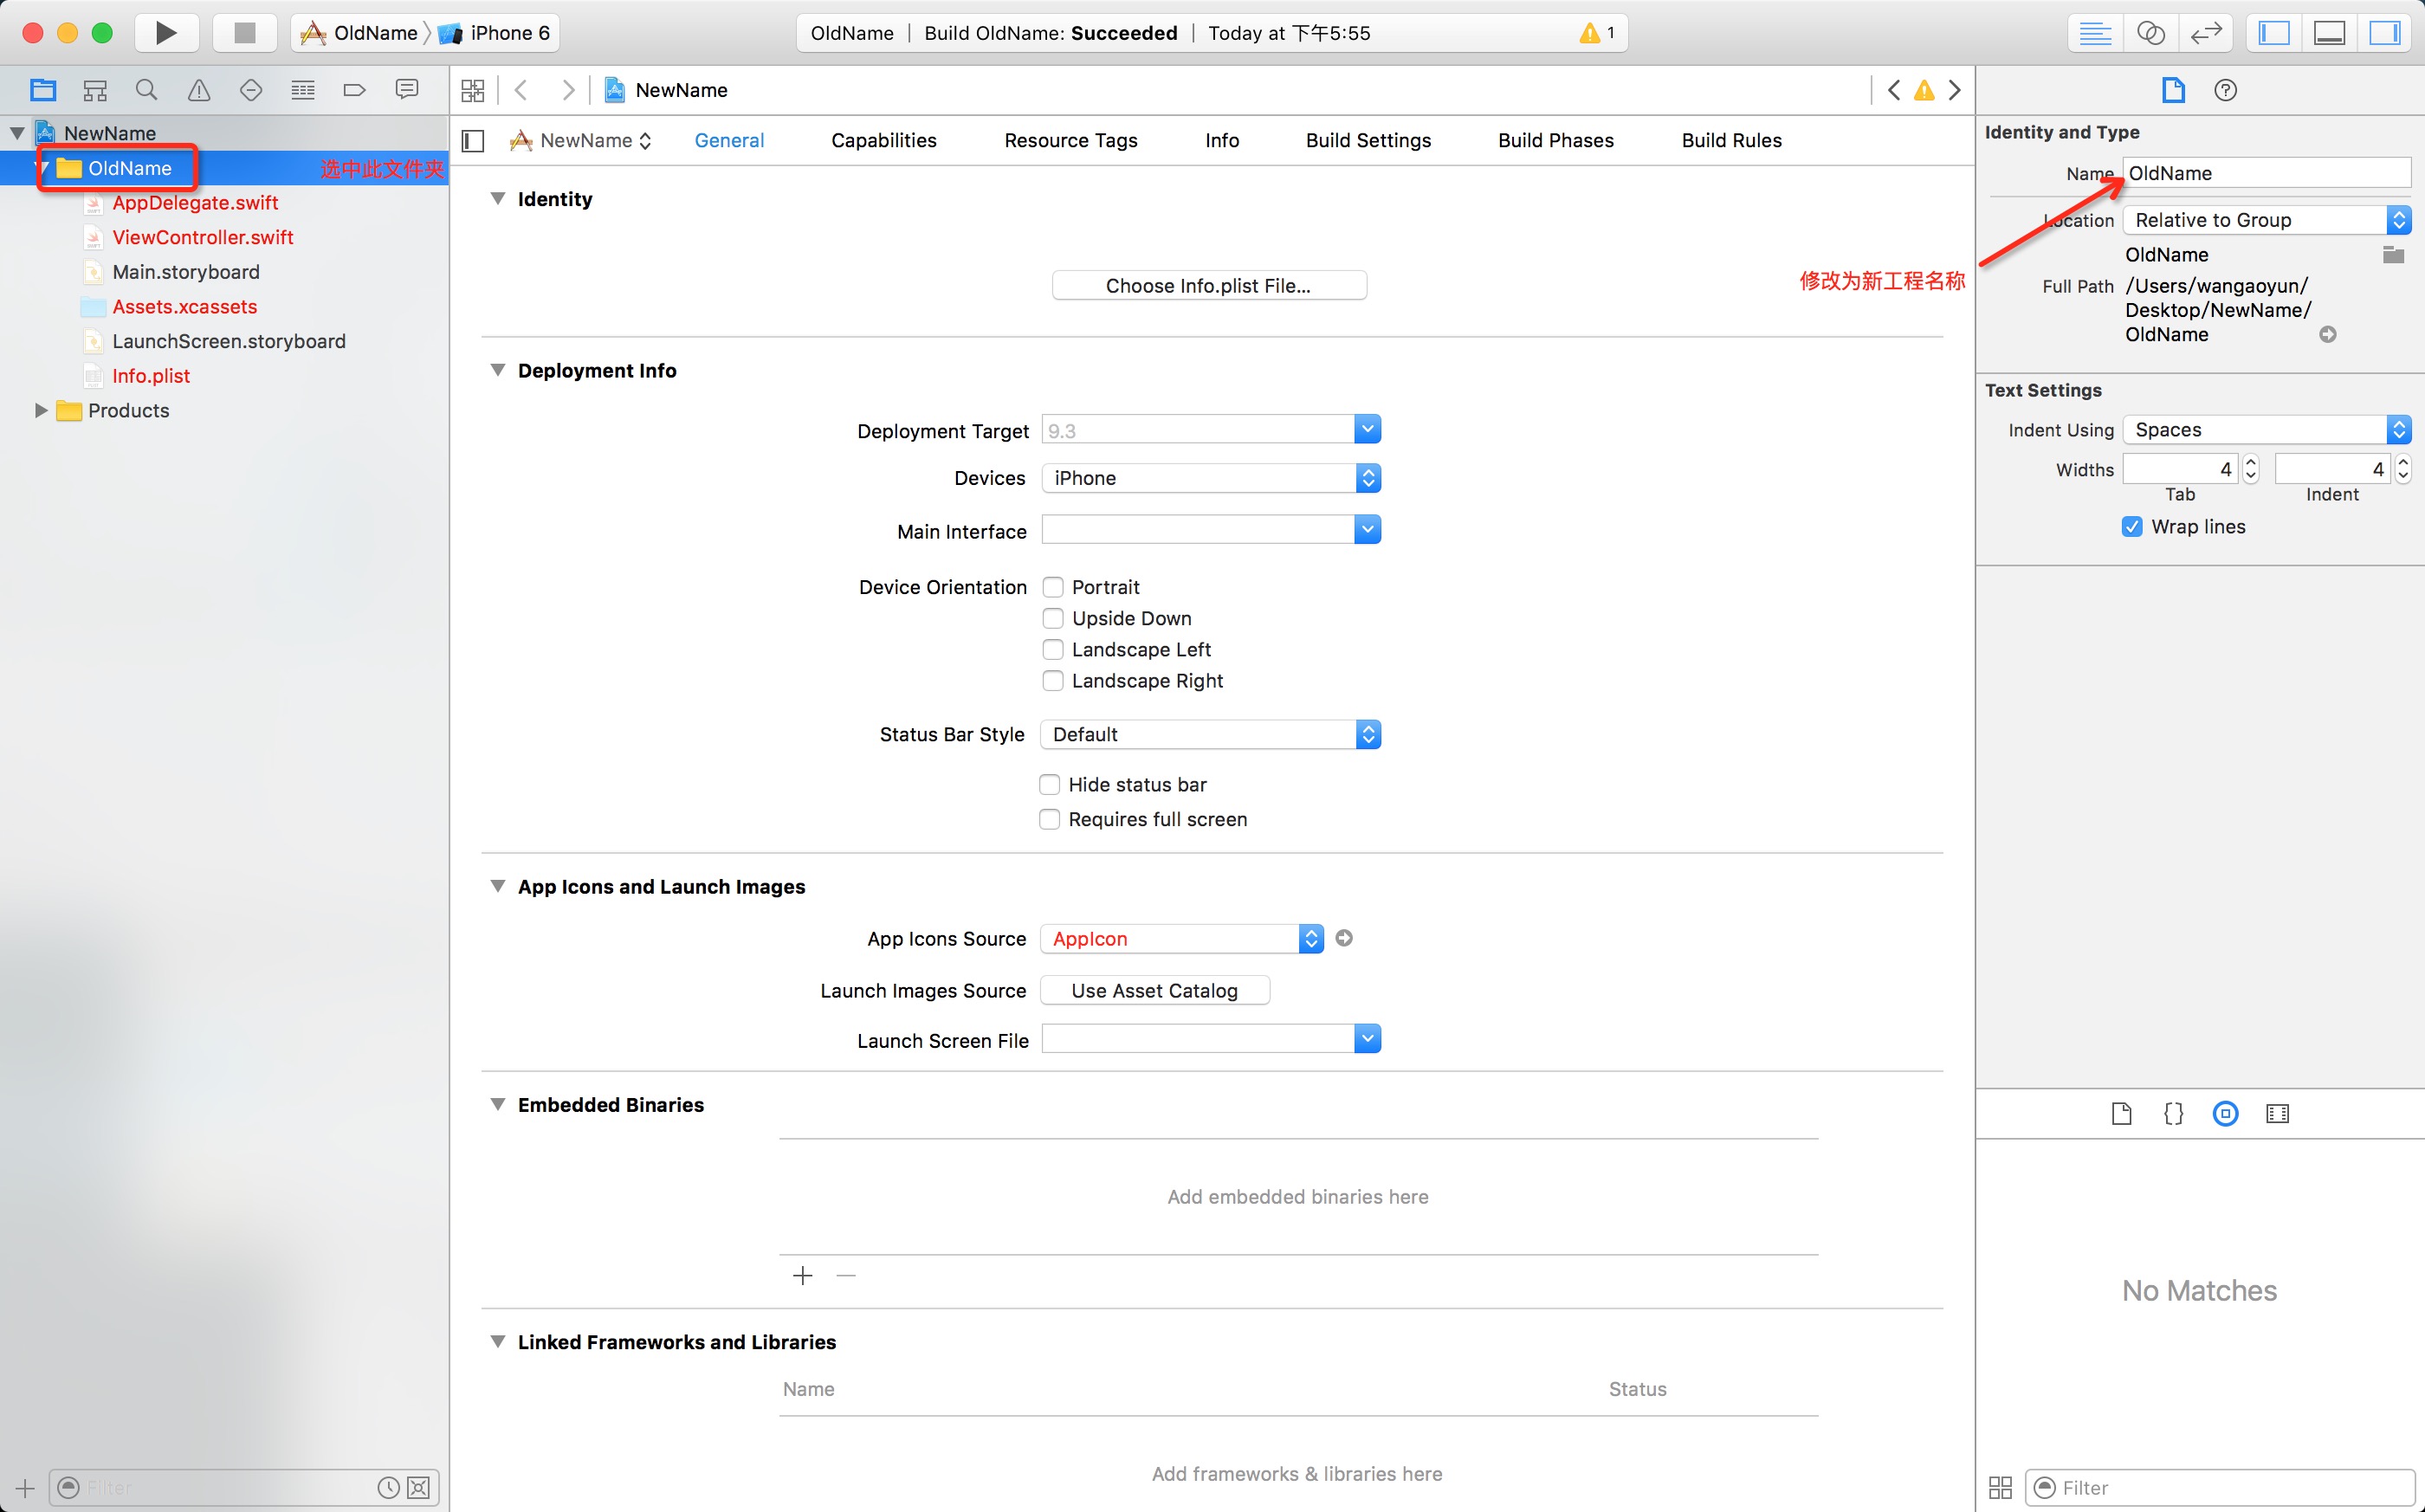 OldName
iPhone 6
OldName | Build OldName: Succeeded | Today at 下午5:55
1
NewName
NewName
OldName
选中此文件夹
AppDelegate.swift
ViewController.swift
Main.storyboard
Assets.xcassets
LaunchScreen.storyboard
Info.plist
Products
Filter
NewName
General
Capabilities
Resource Tags
Info
Build Settings
Build Phases
Build Rules
Identity
Choose Info.plist File...
修改为新工程名称
Deployment Info
Deployment Target
9.3
Devices
iPhone
Main Interface
Device Orientation
Portrait
Upside Down
Landscape Left
Landscape Right
Status Bar Style
Default
Hide status bar
Requires full screen
App Icons and Launch Images
App Icons Source
AppIcon
Launch Images Source
Use Asset Catalog
Launch Screen File
Embedded Binaries
Add embedded binaries here
Linked Frameworks and Libraries
Name
Status
Add frameworks & libraries here
Identity and Type
Name
OldName
Location
Relative to Group
OldName
Full Path
/Users/wangaoyun/
Desktop/NewName/
OldName
Text Settings
Indent Using
Spaces
Widths
4
4
Tab
Indent
Wrap lines
No Matches
Filter